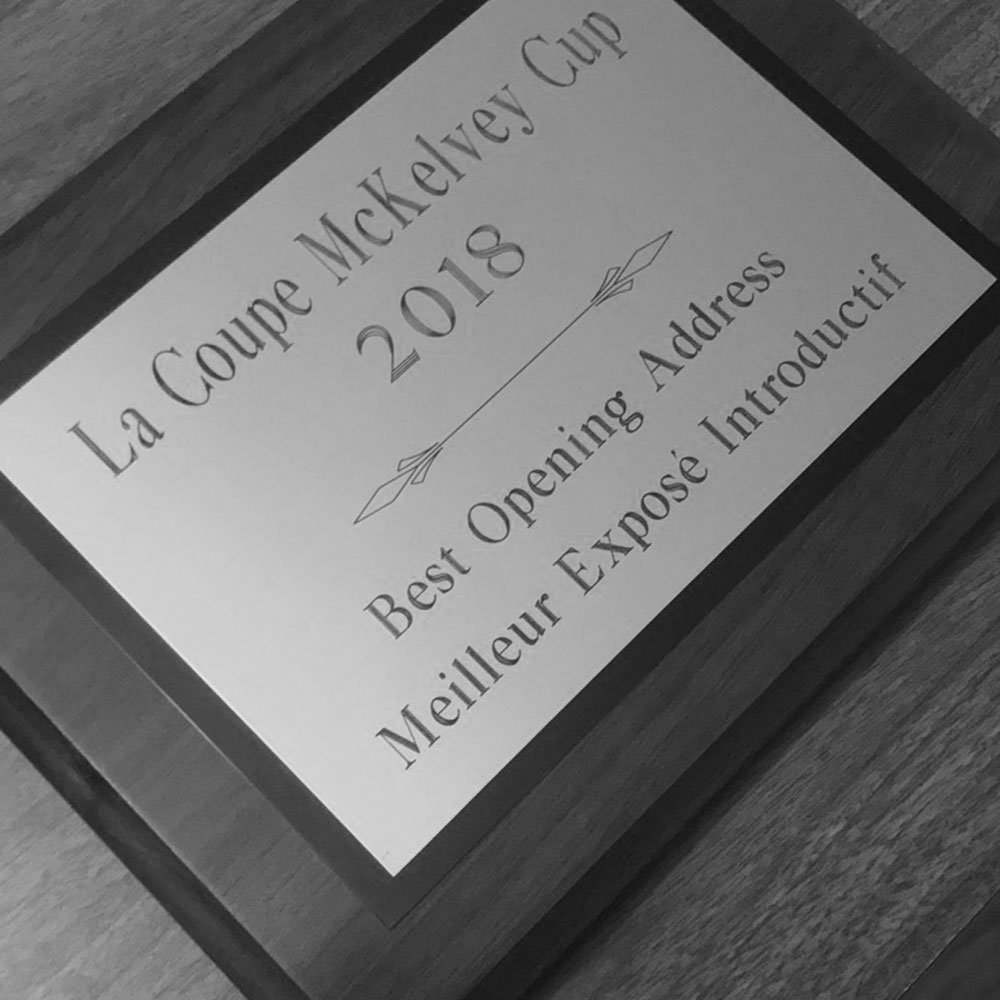 La Coupe McKelvey Cup
2018
Best Opening Address
Meilleur Exposé Introductif